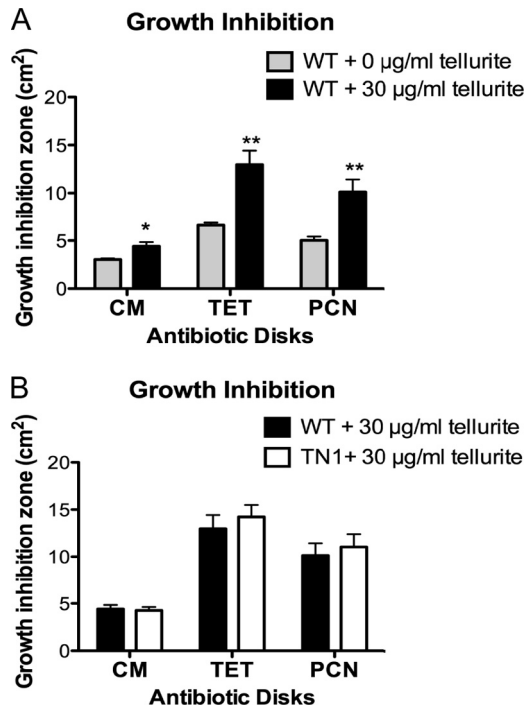 A
Growth Inhibition
WT + 0 µg/ml tellurite
WT + 30 µg/ml tellurite
Growth inhibition zone (cm²)
20
15
10
5
0
*
**
**
CM TET PCN
Antibiotic Disks
B
Growth Inhibition
WT + 30 µg/ml tellurite
TN1+ 30 µg/ml tellurite
Growth inhibition zone (cm²)
20
15
10
5
0
CM TET PCN
Antibiotic Disks